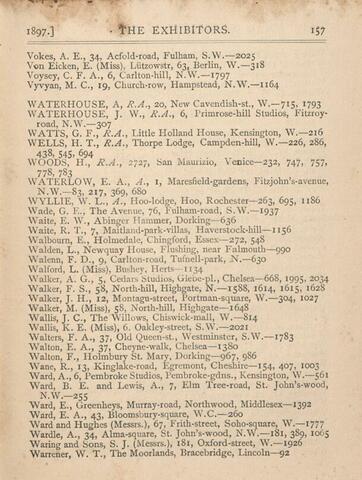 1897.] THE EXHIBITORS. 157
Vokes, A. E., 34, Acfold-road, Fulham, S.W.—2025
Von Eicken, E. (Miss), Lützowstr, 63, Berlin, W.—318
Voysey, C. F. A., 6, Carlton-hill, N.W.—1797
Vyvyan, M. C., 19, Church-row, Hampstead, N.W.—1164
WATERHOUSE, A, R.A., 20, New Cavendish-st., W.—715, 1793
WATERHOUSE, J. W., R.A., 6, Primrose-hill Studios, Fitzroy-
road, N.W.—307
WATTS, G. F., R.A., Little Holland House, Kensington, W.—216
WELLS, H. T., R.A., Thorpe Lodge, Campden-hill, W.—226, 286,
438, 545, 694
WOODS, H., R.A., 2727, San Maurizio, Venice—232, 747, 757,
778, 783
WATERLOW, E. A., A., 1, Maresfield-gardens, Fitzjohn's-avenue,
N.W.—83, 217, 369, 680
WYLLIE, W. L., A., Hoo-lodge, Hoo, Rochester—263, 695, 1186
Wade, G. E., The Avenue, 76, Fulham-road, S.W.—1937
Waite, E. W., Abinger Hammer, Dorking—636
Waite, R. T., 7, Maitland-park-villas, Haverstock-hill—1156
Walbourn, E., Holmedale, Chingford, Essex—272, 548
Walden, L., Newquay House, Flushing, near Falmouth—990
Walenn, F. D., 9, Carlton-road, Tufnell-park, N.—630
Walford, L. (Miss), Bushey, Herts—1134
Walker, A. G., 5, Cedars Studios, Glebe-pl., Chelsea—668, 1995, 2034
Walker, F. S., 58, North-hill, Highgate, N.—1588, 1614, 1615, 1628
Walker, J. H., 12, Montagu-street, Portman-square, W.—304, 1027
Walker, M. (Miss), 58, North-hill, Highgate—1648
Wallis, J. C., The Willows, Chiswick-mall, W.—814
Wallis, K. E. (Miss), 6, Oakley-street, S.W.—2021
Walters, F. A., 37, Old Queen-st., Westminster, S.W.—1783
Walton, E. A., 37, Cheyne-walk, Chelsea—1380
Walton, F., Holmbury St. Mary, Dorking—967, 986
Wane, R., 13, Kinglake-road, Egremont, Cheshire—154, 407, 1003
Ward, A., 6, Pembroke Studios, Pembroke-gdns., Kensington, W.—561
Ward, B. E. and Lewis, A., 7, Elm Tree-road, St. John's-wood,
N.W.—255
Ward, E., Greenheys, Murray-road, Northwood, Middlesex—1392
Ward, E. A., 43, Bloomsbury-square, W.C.—260
Ward and Hughes (Messrs.), 67, Frith-street, Soho-square, W.—1777
Wardle, A., 34, Alma-square, St. John's-wood, N.W.—181, 389, 1065
Waring and Sons, S. J. (Messrs.), 181, Oxford-street, W.—1926
Warrener, W. T., The Moorlands, Bracebridge, Lincoln—92